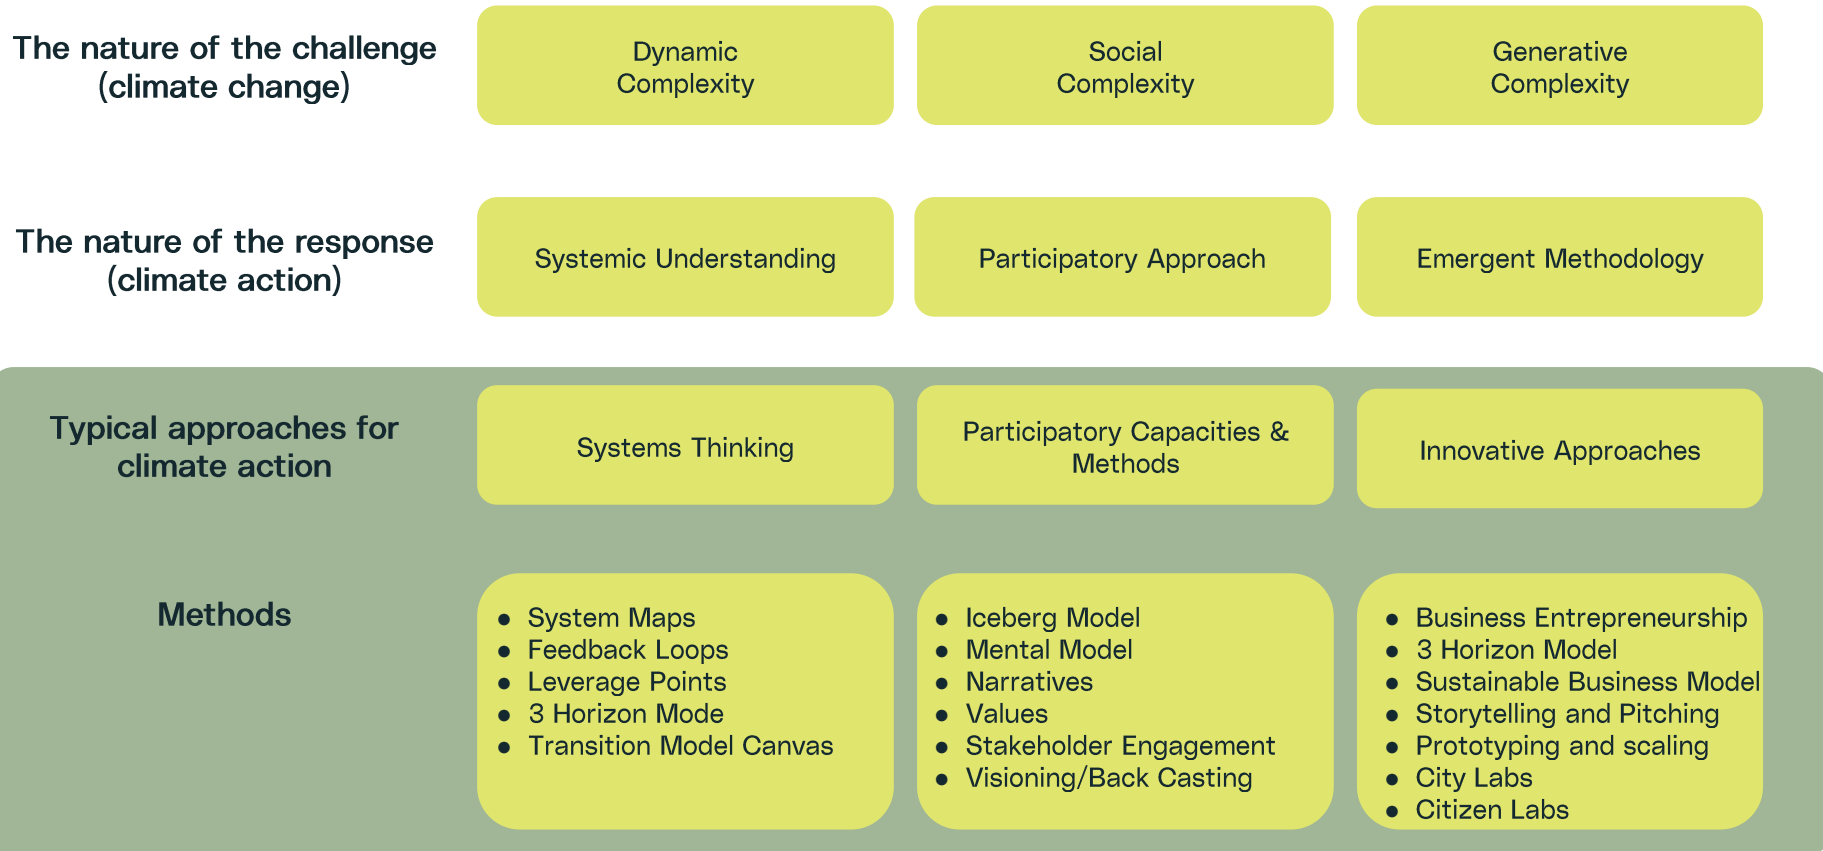 The nature of the challenge
(climate change)
Dynamic
Complexity
Social
Complexity
Generative
Complexity
The nature of the response
(climate action)
Systemic Understanding
Participatory Approach
Emergent Methodology
Typical approaches for
climate action
Systems Thinking
Participatory Capacities &
Methods
Innovative Approaches
Methods
● System Maps
● Feedback Loops
● Leverage Points
● 3 Horizon Mode
● Transition Model Canvas
● Iceberg Model
● Mental Model
● Narratives
● Values
● Stakeholder Engagement
● Visioning/Back Casting
● Business Entrepreneurship
● 3 Horizon Model
● Sustainable Business Model
● Storytelling and Pitching
● Prototyping and scaling
● City Labs
● Citizen Labs